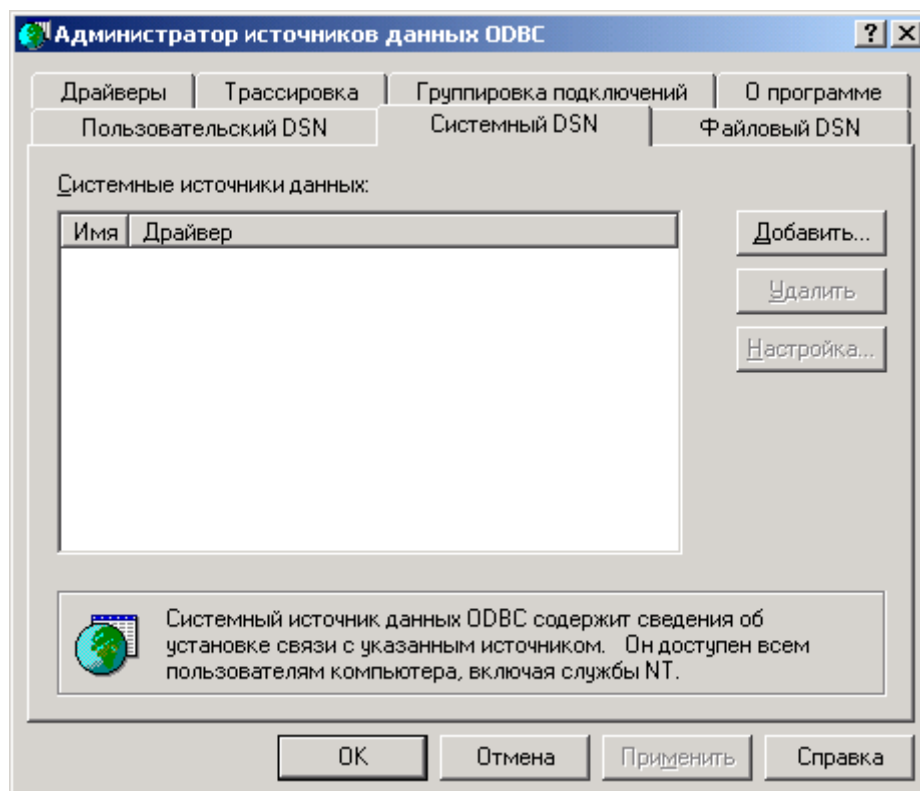 Администратор источников данных ODBC
Драйверы Трассировка Группировка подключений О программе
Пользовательский DSN Системный DSN Файловый DSN
Системные источники данных:
Имя Драйвер
Добавить...
Удалить
Настройка...
Системный источник данных ODBC содержит сведения об
установке связи с указанным источником. Он доступен всем
пользователям компьютера, включая службы NT.
OK Отмена Применить Справка